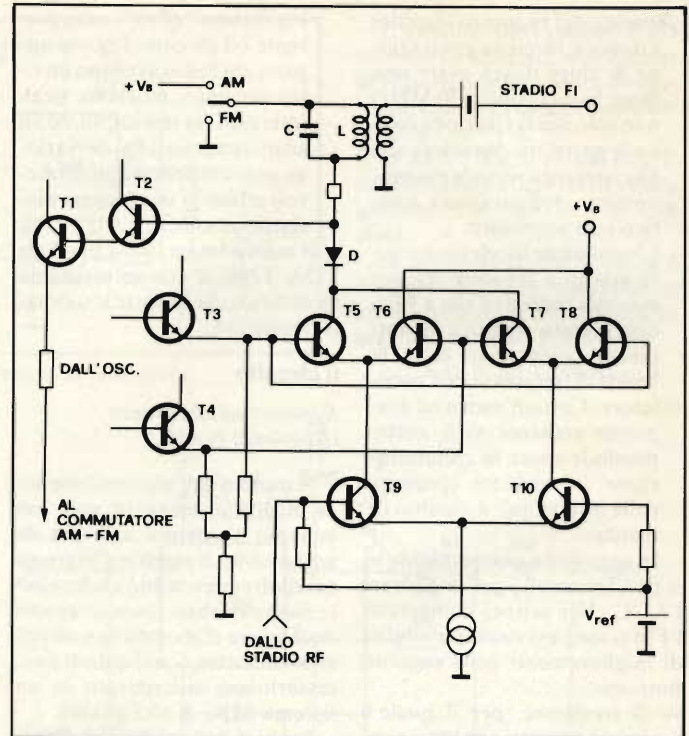 +VB
AM
FM
C
L
STADIO FI
T1
T2
+VB
D
T3
T5
T6
T7
T8
DALL'OSC.
T4
T9
T10
AL
COMMUTATORE
AM-FM
DALLO
STADIO RF
Vref